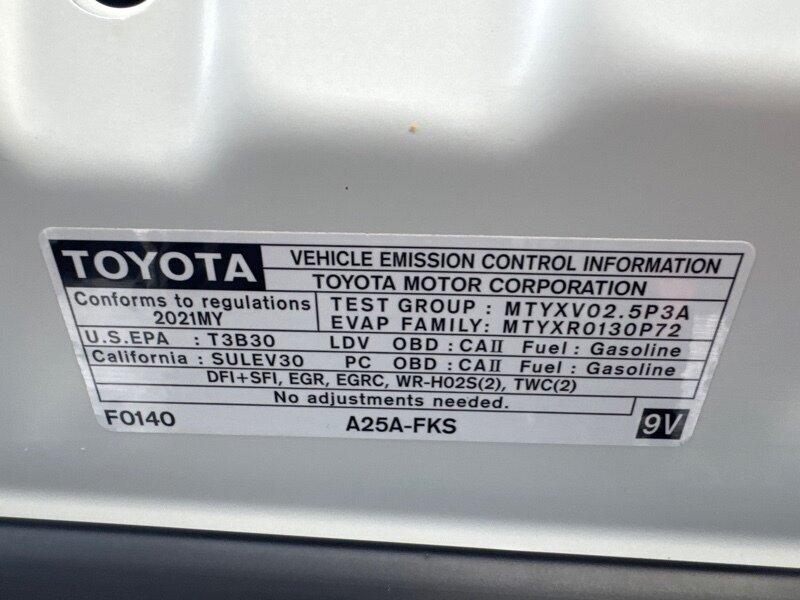 TOYOTA
VEHICLE EMISSION CONTROL INFORMATION
TOYOTA MOTOR CORPORATION
Conforms to regulations
2021MY
TEST GROUP : MTYXV02.5P3A
EVAP FAMILY: MTYXR0130P72
U.S.EPA : T3B30 LDV OBD : CAII Fuel : Gasoline
California : SULEV30 PC OBD : CAII Fuel : Gasoline
DFI+SFI, EGR, EGRC, WR-HO2S(2), TWC(2)
No adjustments needed.
F0140 A25A-FKS 9V